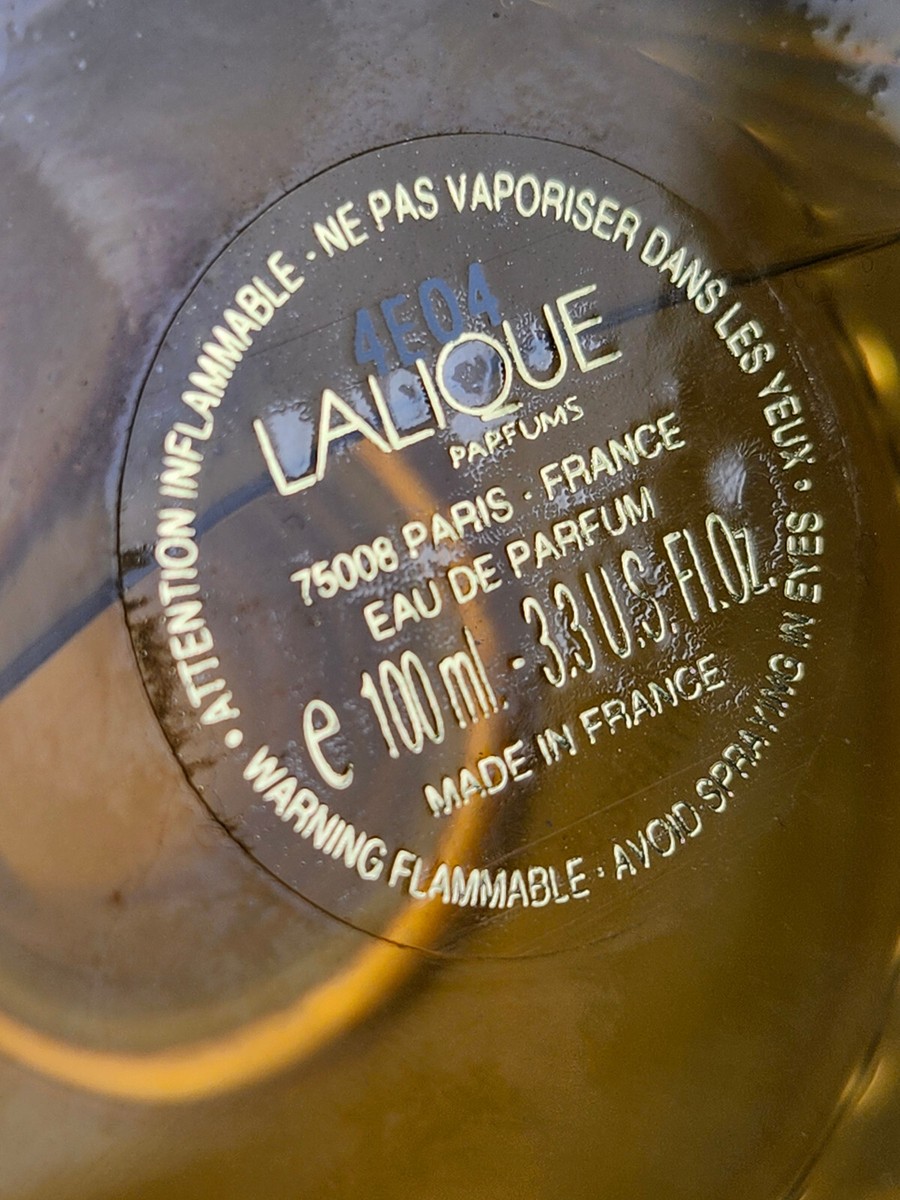 • ATTENTION INFLAMMABLE · NE PAS VAPORISER DANS LES YEUX •
4E04
LALIQUE
PARFUMS
75008 PARIS · FRANCE
EAU DE PARFUM
e 100 ml. - 3.3 U.S. Fl.Oz.
MADE IN FRANCE
WARNING FLAMMABLE · AVOID SPRAYING IN EYES